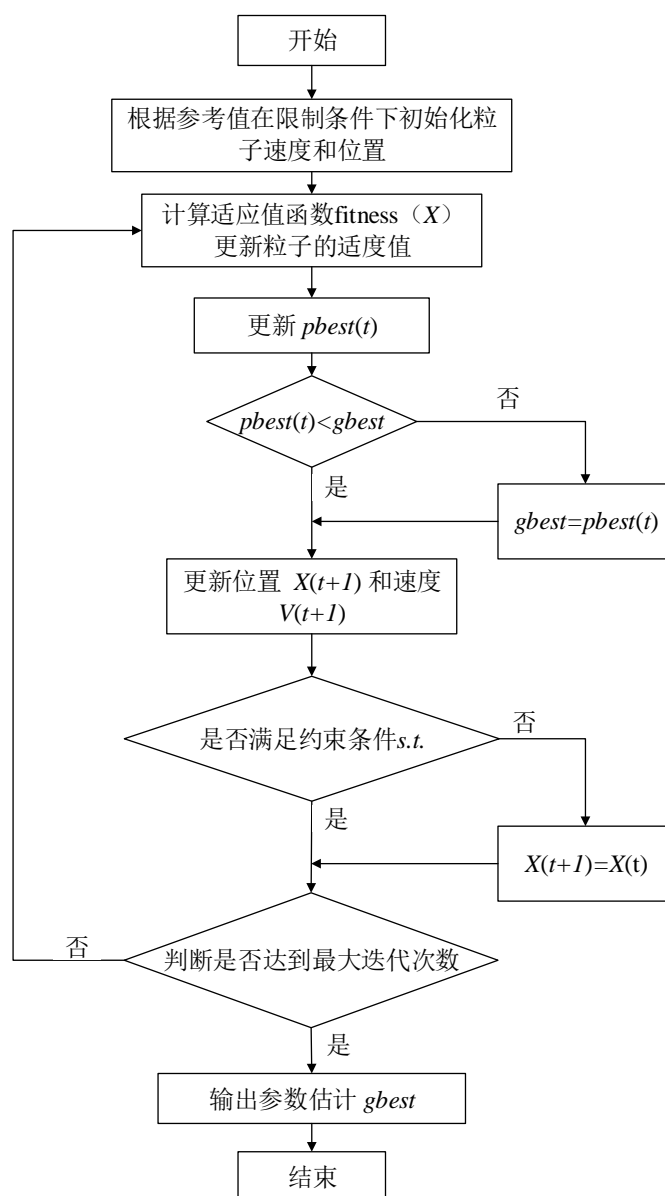 开始
根据参考值在限制条件下初始化粒
子速度和位置
计算适应值函数fitness（X）
更新粒子的适度值
更新 pbest(t)
pbest(t)<gbest
否
是
gbest=pbest(t)
更新位置 X(t+1) 和速度
V(t+1)
是否满足约束条件s.t.
否
是
X(t+1)=X(t)
否
判断是否达到最大迭代次数
是
输出参数估计 gbest
结束